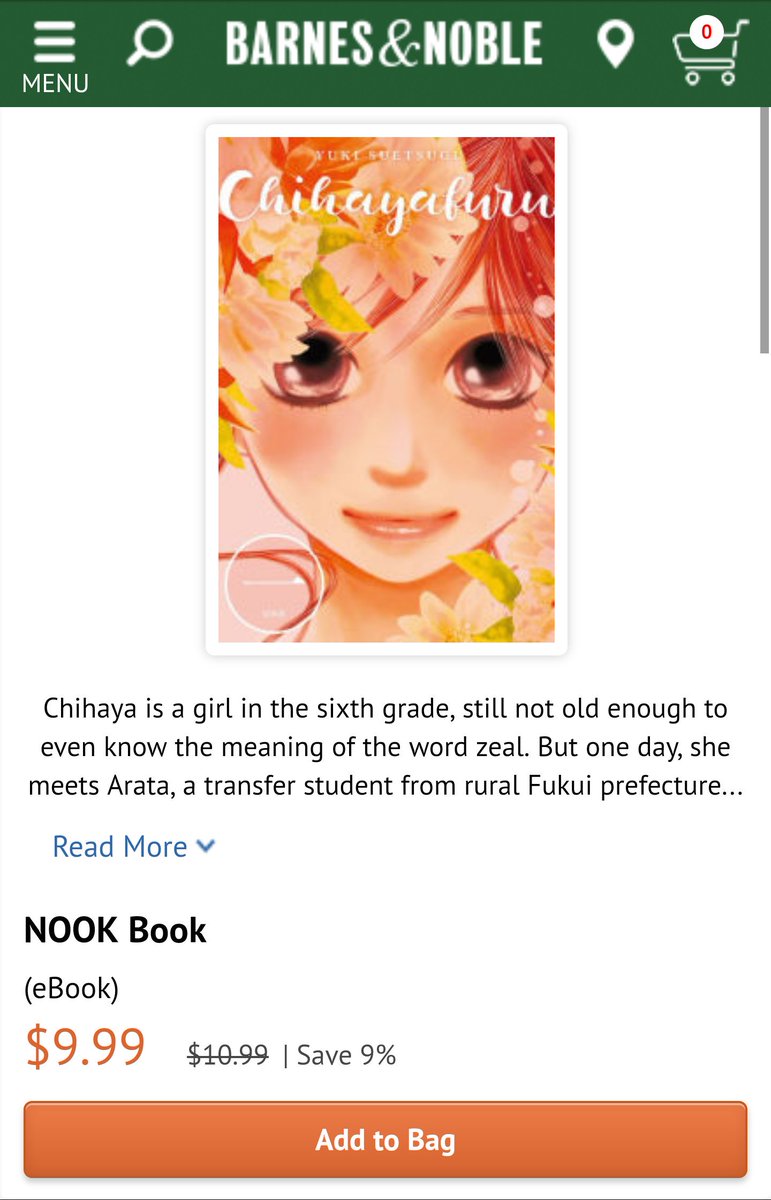 0
BARNES&NOBLE
MENU
YUKI SUETSUGU
Chihayafuru
Chihaya is a girl in the sixth grade, still not old enough to
even know the meaning of the word zeal. But one day, she
meets Arata, a transfer student from rural Fukui prefecture...
Read More
NOOK Book
(eBook)
$9.99 $10.99 | Save 9%
Add to Bag